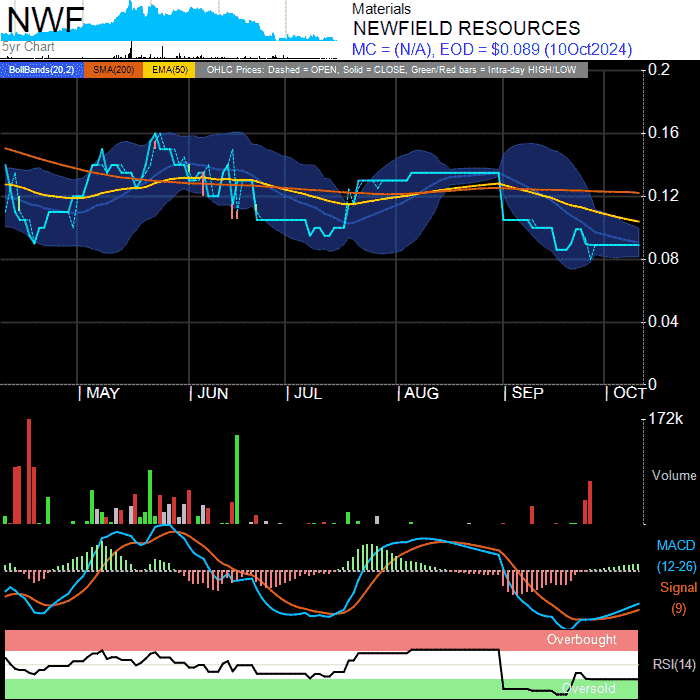 NWF
5yr Chart
Materials
NEWFIELD RESOURCES
MC = (N/A), EOD = $0.089 (10Oct2024)
BollBands(20,2) SMA(200) EMA(50) OHLC Prices: Dashed = OPEN, Solid = CLOSE, Green/Red bars = Intra-day HIGH/LOW
0.2
0.16
0.12
0.08
0.04
0
| MAY | JUN | JUL | AUG | SEP | OCT
172k
Volume
MACD
(12-26)
Signal
(9)
Overbought
RSI(14)
Oversold